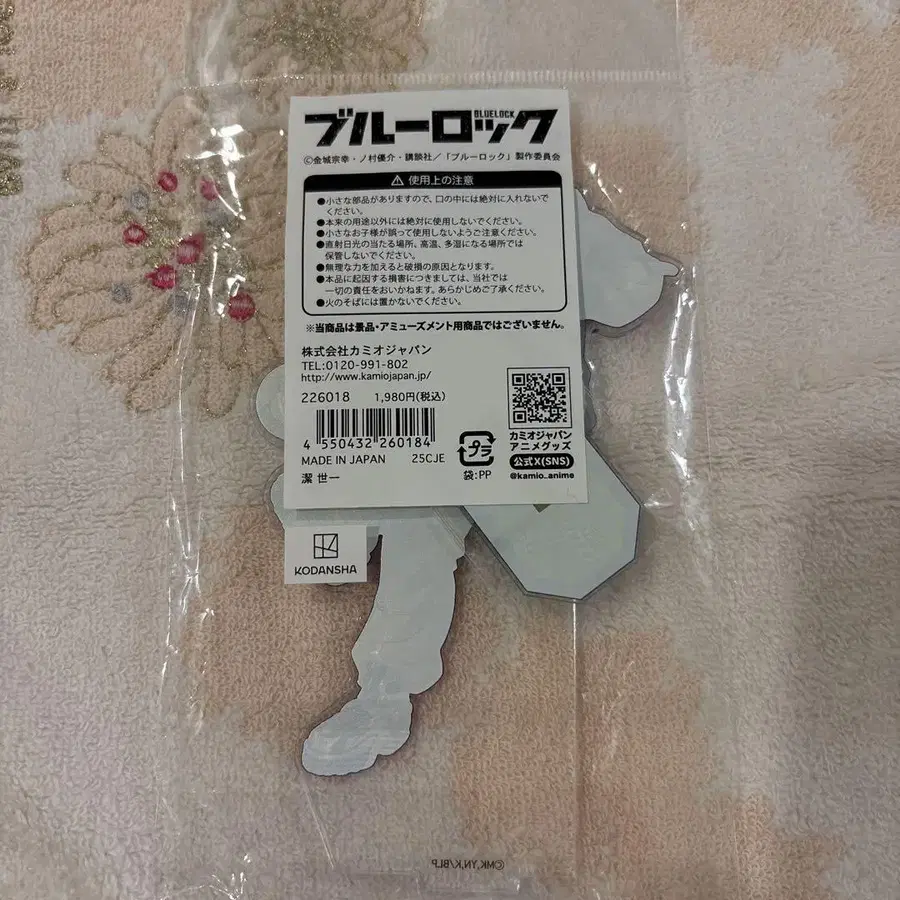 ブルーロック
BLUELOCK
©金城宗幸・ノ村優介・講談社／「ブルーロック」製作委員会
⚠ 使用上の注意
●小さな部品がありますので、口の中には絶対に入れないで
ください。
●本来の用途以外には絶対に使用しないでください。
●小さなお子様が誤って使用しないようご注意ください。
●直射日光の当たる場所、高温、多湿になる場所では
保管しないでください。
●無理な力を加えると破損の原因となります。
●本品に起因する損害につきましては、当社では
一切の責任をおいかねます。あらかじめご了承ください。
●火のそばには置かないでください。
※当商品は景品・アミューズメント用商品ではございません。
株式会社カミオジャパン
TEL:0120-991-802
http://www.kamiojapan.jp/
226018 1,980円(税込)
4 550432 260184
MADE IN JAPAN 25CJE
潔 世一
プラ
袋:PP
カミオジャパン
アニメグッズ
公式X(SNS)
@kamio_anime
KODANSHA
©MK,YN,K/BLP